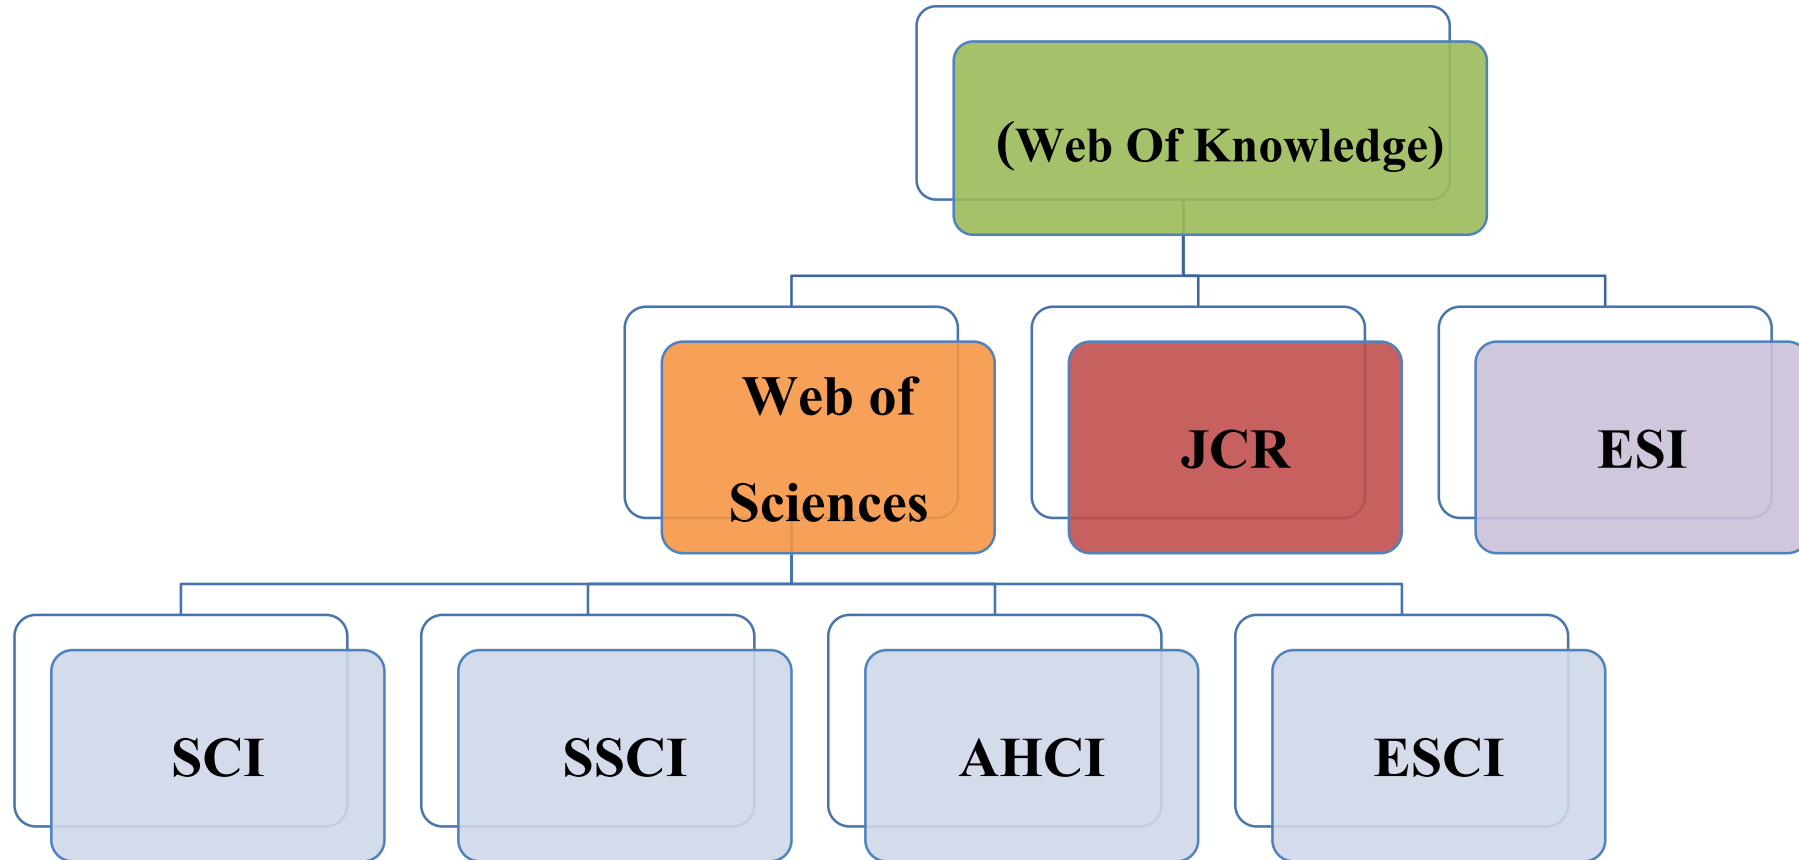 (Web Of Knowledge)
Web of
Sciences
JCR
ESI
SCI
SSCI
AHCI
ESCI